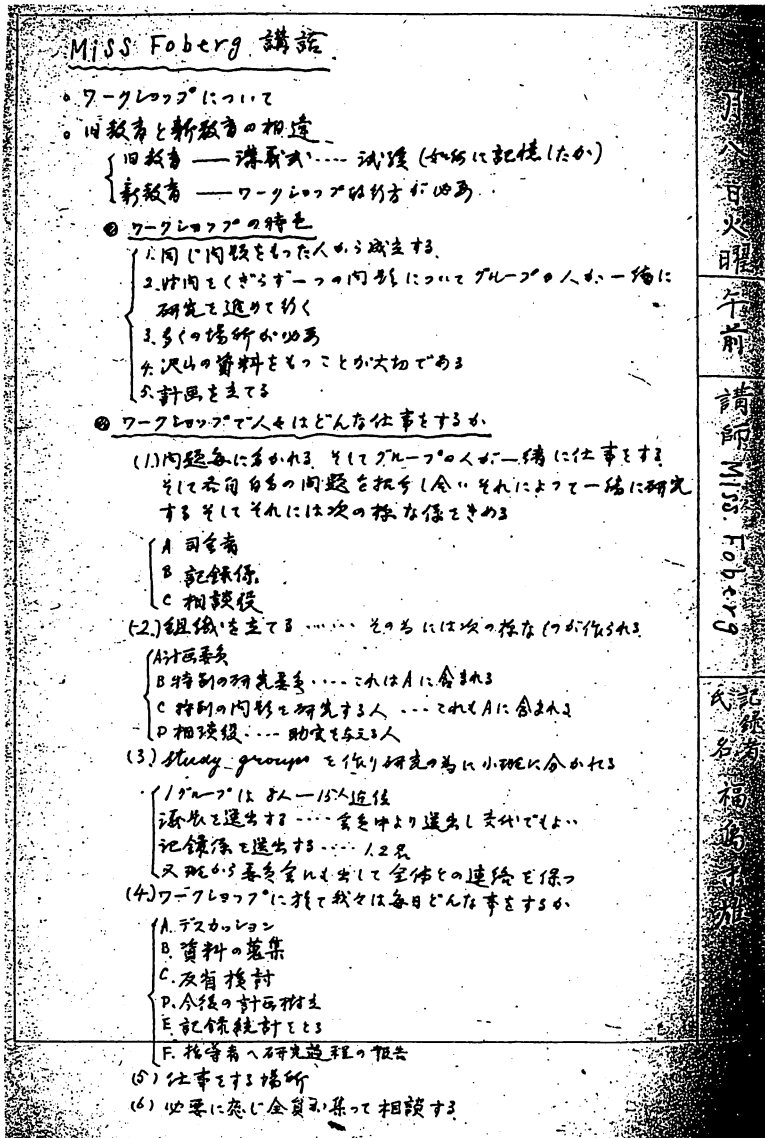 Miss Foberg 講話
。ワークショップについて
。旧教育と新教育の相違
旧教育 ── 講義式‥‥ 試験 (如何に記憶したか)
新教育 ── ワークショップ的行方が必要
ワークショップの特色
1. 同じ問題をもった人から成立する
2. 時間をくぎらず一つの問題についてグループの人が一緒に
研究を進めて行く
3. 多くの場所が必要
4. 沢山の資料をもつことが大切である
5. 計画を立てる
ワークショップで人々はどんな仕事をするか
(1) 問題毎に分かれる そしてグループの人が一緒に仕事をする
そして各自自分の問題を提出し合い それによって一緒に研究
する そしてそれには次の様な係をきめる
A 司会者
B 記録係
C 相談役
(2) 組織を立てる ‥‥‥ その為には次の様なものが作られる
A 計画委員
B 特別の研究委員‥‥これはAに含まれる
C 特別の問題を研究する人 ‥‥これもAに含まれる
D 相談役‥‥助言を与える人
(3) study groups を作り研究の為に小班に分かれる
1グループは 8人―15人近位
議長を選出する ‥‥会員中より選出し交代でもよい
記録係を選出する‥‥ 1.2名
又班から委員会にも出して全体との連絡を保つ
(4) ワークショップに於て我々は毎日どんな事をするか
A. デスカッション
B. 資料の蒐集
C. 反省検討
D. 今後の計画樹立
E. 記録統計をとる
F. 指導者へ研究過程の報告
(5) 仕事をする場所
(6) 必要に応じ全員が集って相談する
月八日火曜 午前 講師 Miss. Foberg 記録者氏名 福島